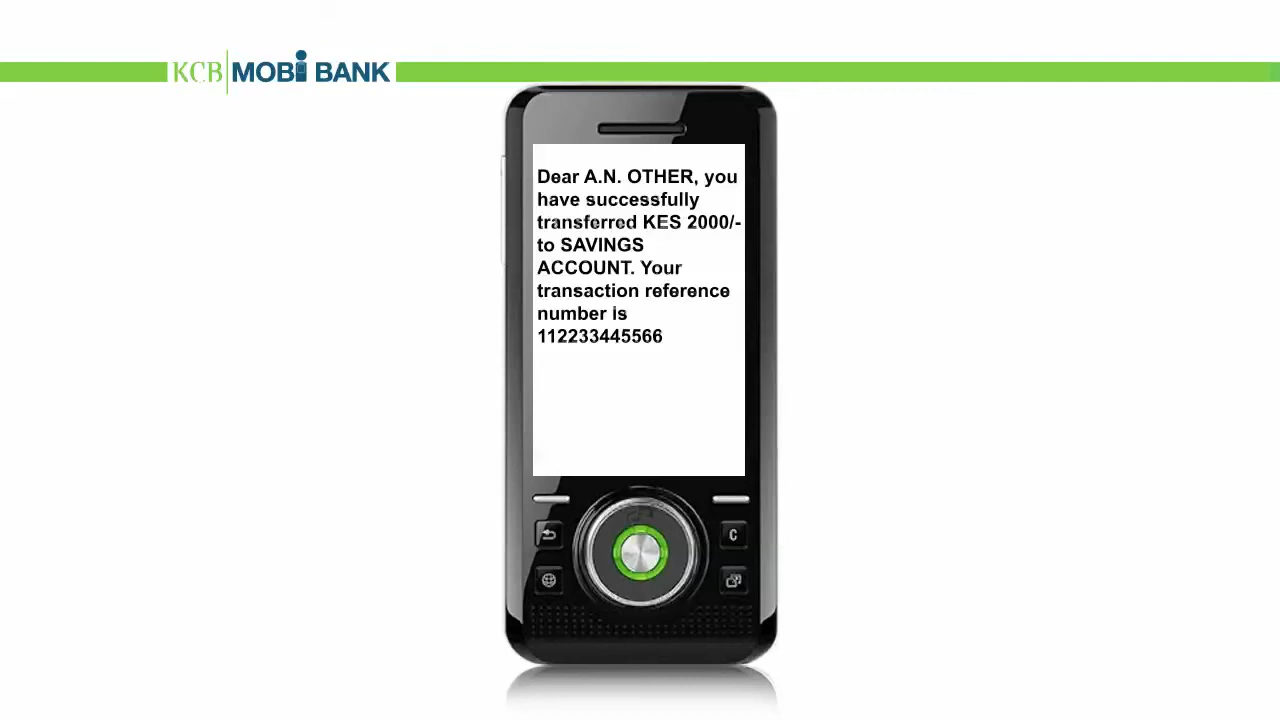 KCB MOBI BANK
Dear A.N. OTHER, you
have successfully
transferred KES 2000/-
to SAVINGS
ACCOUNT. Your
transaction reference
number is
112233445566
C